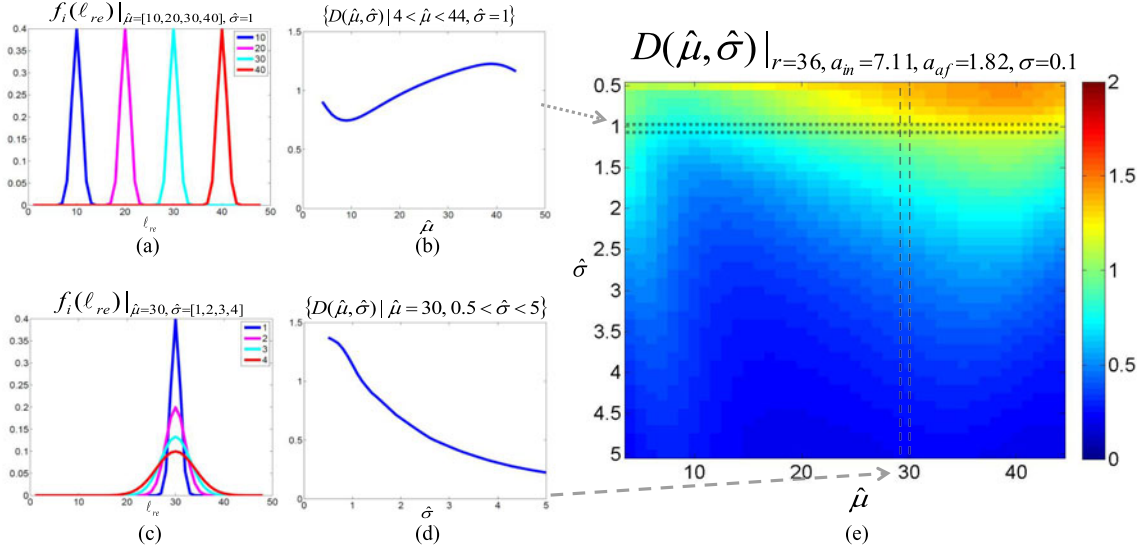 f_i(ℓ_re)|_{μ̂=[10,20,30,40], σ̂=1}
0.4
0.35
0.3
0.25
0.2
0.15
0.1
0.05
0
10
20
30
40
0 10 20 30 40 50
ℓ_re
(a)
{D(μ̂,σ̂) | 4 < μ̂ < 44, σ̂ = 1}
1.5
1
0.5
0
0 10 20 30 40 50
μ̂
(b)
f_i(ℓ_re)|_{μ̂=30, σ̂=[1,2,3,4]}
0.4
0.35
0.3
0.25
0.2
0.15
0.1
0.05
0
1
2
3
4
0 10 20 30 40 50
ℓ_re
(c)
{D(μ̂,σ̂) | μ̂ = 30, 0.5 < σ̂ < 5}
1.5
1
0.5
0
0 1 2 3 4 5
σ̂
(d)
D(μ̂,σ̂)|_{r=36, a_in=7.11, a_af=1.82, σ=0.1}
0.5
1
1.5
2
2.5
3
3.5
4
4.5
5
σ̂
10 20 30 40
μ̂
2
1.5
1
0.5
0
(e)